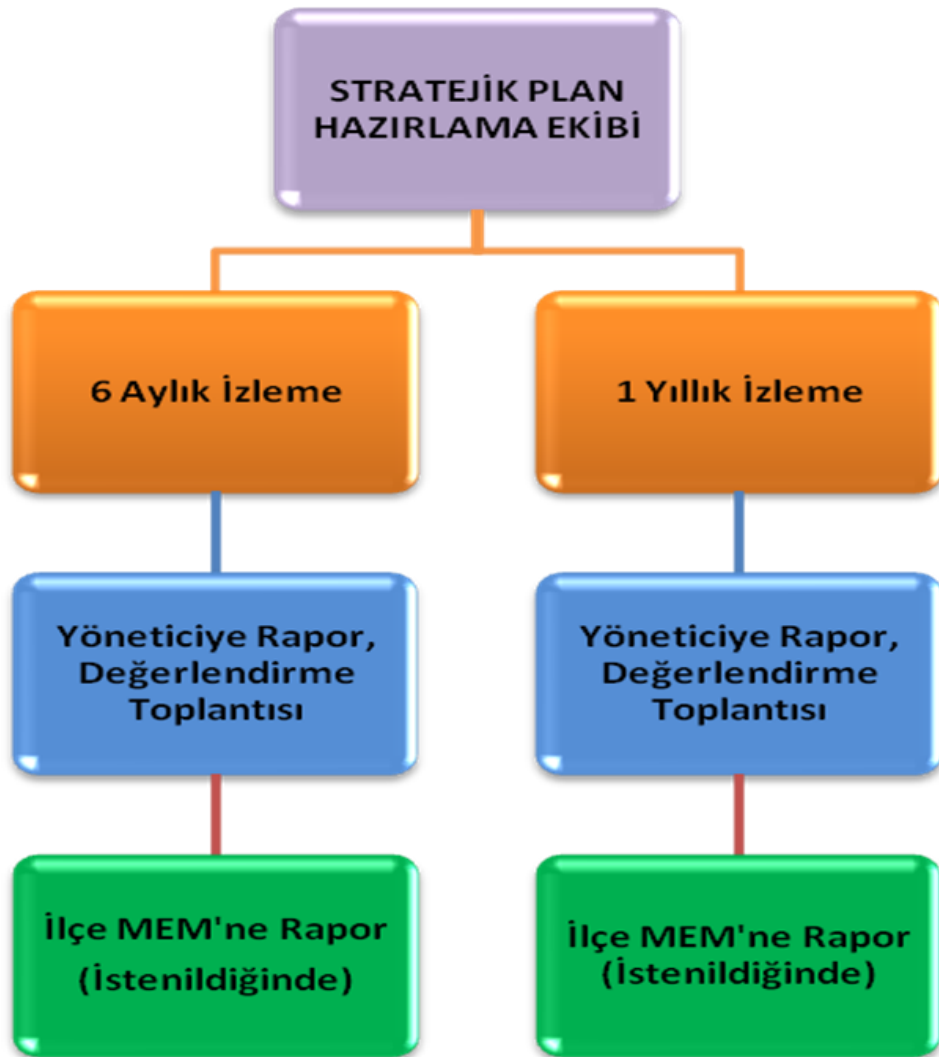 STRATEJİK PLAN
HAZIRLAMA EKİBİ
6 Aylık İzleme
1 Yıllık İzleme
Yöneticiye Rapor,
Değerlendirme
Toplantısı
Yöneticiye Rapor,
Değerlendirme
Toplantısı
İlçe MEM'ne Rapor
(İstenildiğinde)
İlçe MEM'ne Rapor
(İstenildiğinde)